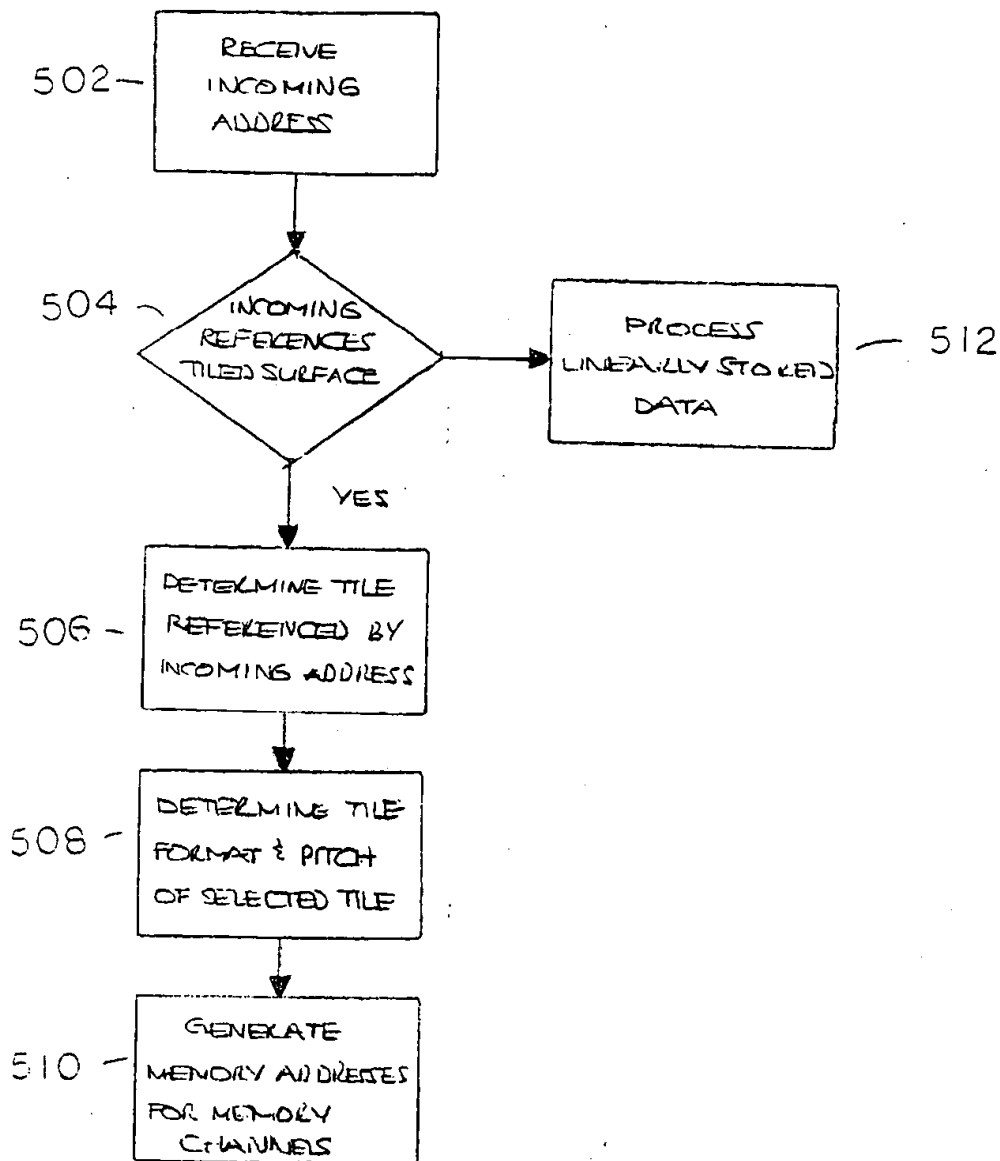 502
RECEIVE
INCOMING
ADDRESS
504
INCOMING
REFERENCES
TILED SURFACE
PROCESS
LINEARLY STORED
DATA
512
YES
506
DETERMINE TILE
REFERENCED BY
INCOMING ADDRESS
508
DETERMINE TILE
FORMAT & PITCH
OF SELECTED TILE
510
GENERATE
MEMORY ADDRESSES
FOR MEMORY
CHANNELS